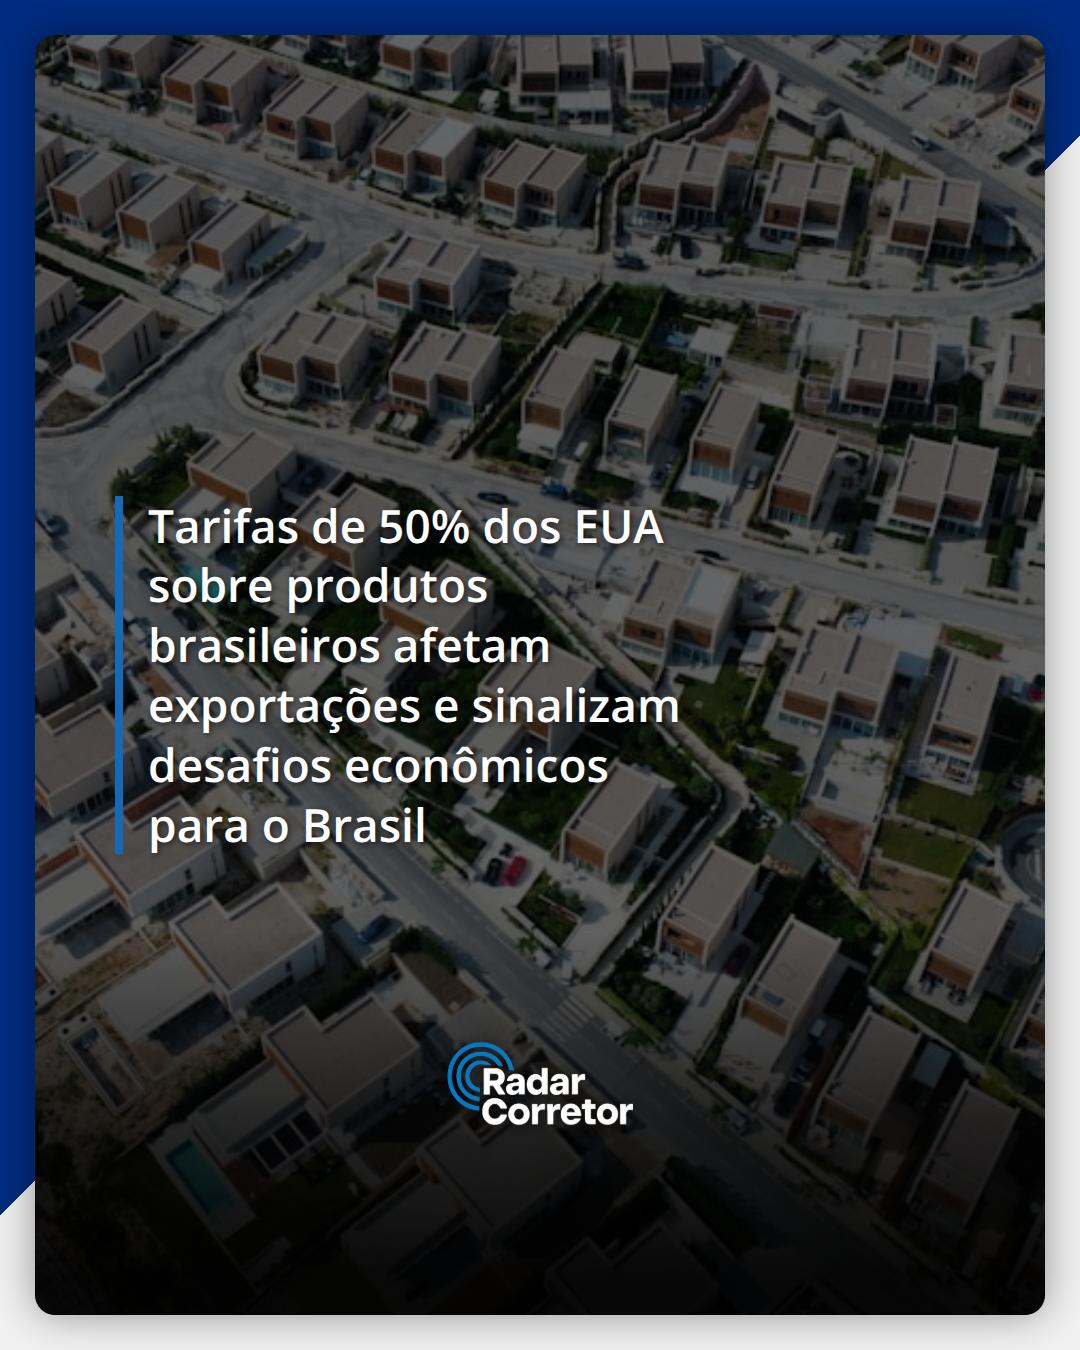 Tarifas de 50% dos EUA
sobre produtos
brasileiros afetam
exportações e sinalizam
desafios econômicos
para o Brasil
Radar
Corretor